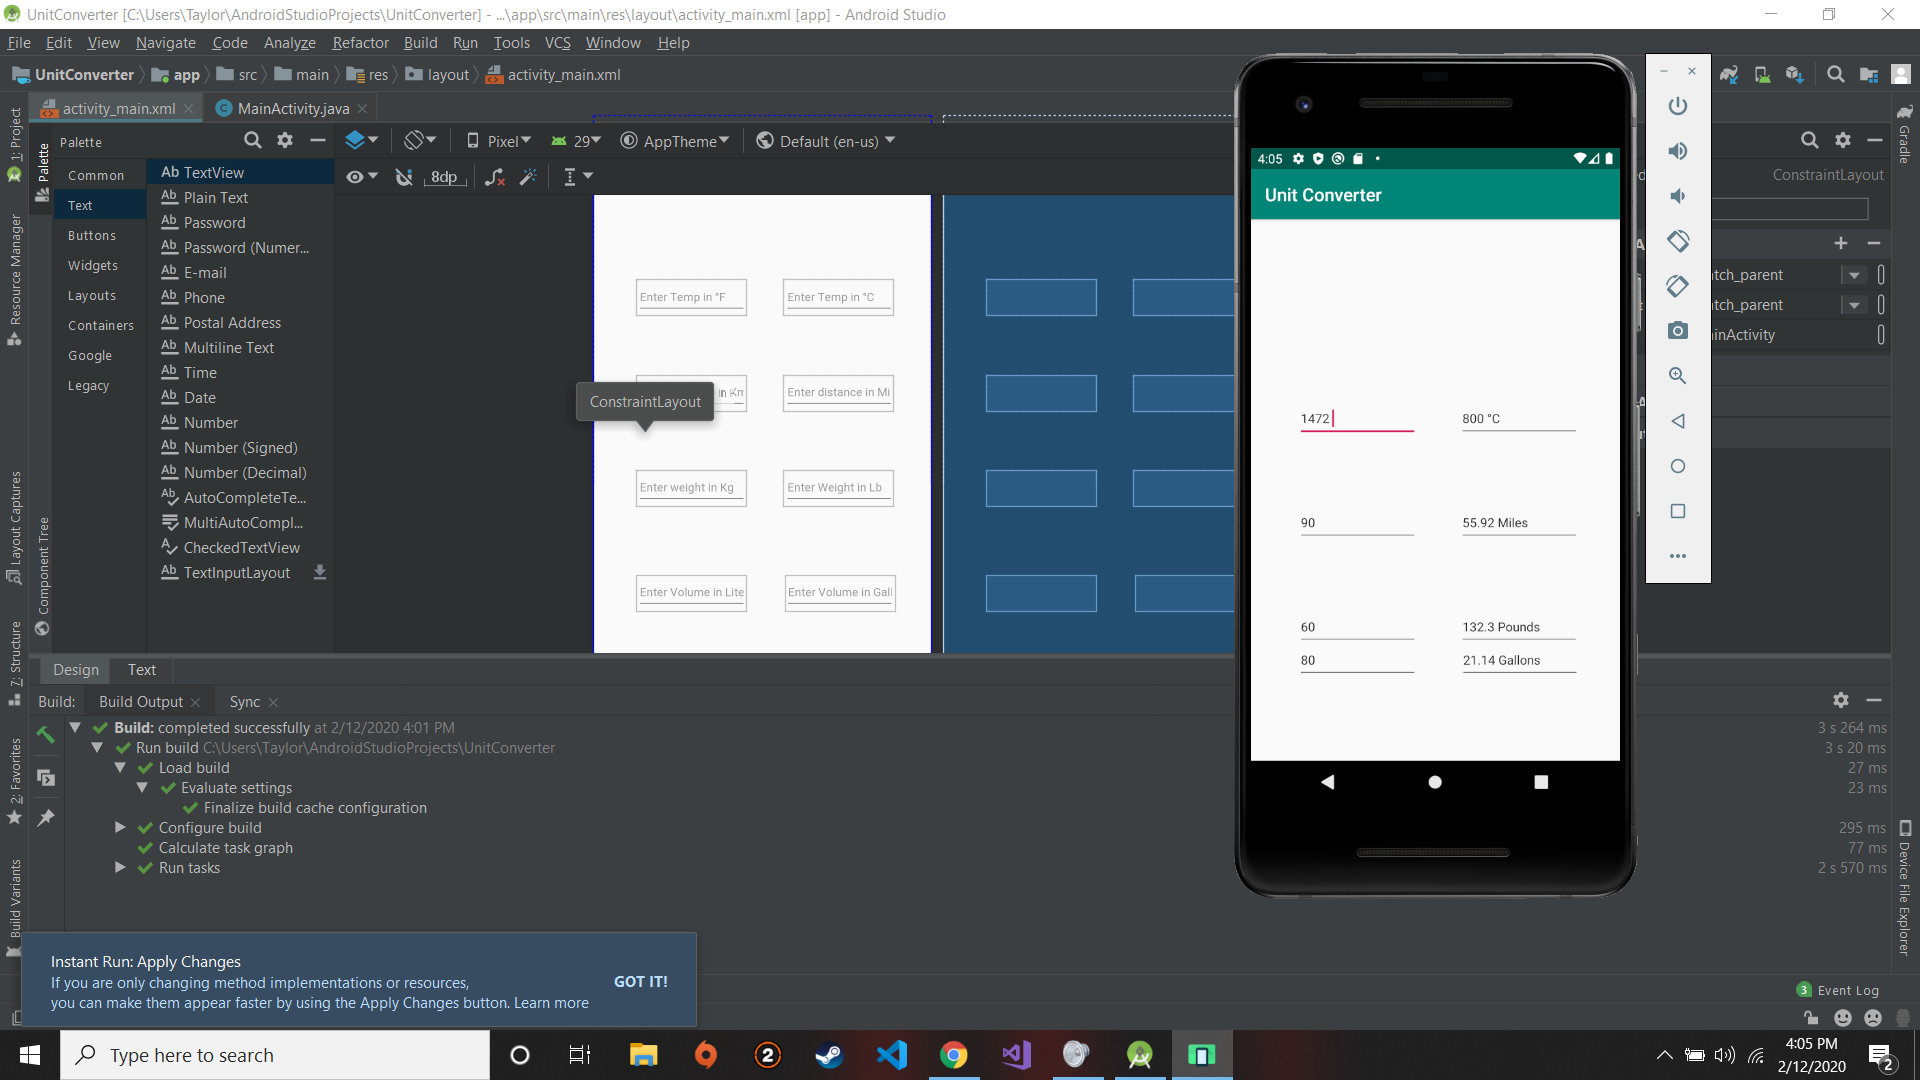 UnitConverter [C:\Users\Taylor\AndroidStudioProjects\UnitConverter] - ...\app\src\main\res\layout\activity_main.xml [app] - Android Studio
File Edit View Navigate Code Analyze Refactor Build Run Tools VCS Window Help
UnitConverter app src main res layout activity_main.xml
activity_main.xml MainActivity.java
Palette
Pixel 29 AppTheme Default (en-us)
8dp
Common
Text
Buttons
Widgets
Layouts
Containers
Google
Legacy
Ab TextView
Ab Plain Text
Ab Password
Ab Password (Numer...
Ab E-mail
Ab Phone
Ab Postal Address
Ab Multiline Text
Ab Time
Ab Date
Ab Number
Ab Number (Signed)
Ab Number (Decimal)
Ab AutoCompleteTe...
MultiAutoCompl...
CheckedTextView
Ab TextInputLayout
1: Project
Resource Manager
Layout Captures
7: Structure
2: Favorites
Build Variants
Palette
Component Tree
Enter Temp in °F Enter Temp in °C
in Enter distance in Mi
ConstraintLayout
Enter weight in Kg Enter Weight in Lb
Enter Volume in Lite Enter Volume in Gall
4:05
Unit Converter
1472 800 °C
90 55.92 Miles
60 132.3 Pounds
80 21.14 Gallons
ConstraintLayout
tch_parent
tch_parent
inActivity
Gradle
Device File Explorer
Design Text
Build: Build Output Sync
Build: completed successfully at 2/12/2020 4:01 PM 3 s 264 ms
Run build C:\Users\Taylor\AndroidStudioProjects\UnitConverter 3 s 20 ms
Load build 27 ms
Evaluate settings 23 ms
Finalize build cache configuration
Configure build 295 ms
Calculate task graph 77 ms
Run tasks 2 s 570 ms
Instant Run: Apply Changes
If you are only changing method implementations or resources,
you can make them appear faster by using the Apply Changes button. Learn more
GOT IT!
3 Event Log
Type here to search
2
4:05 PM
2/12/2020
2